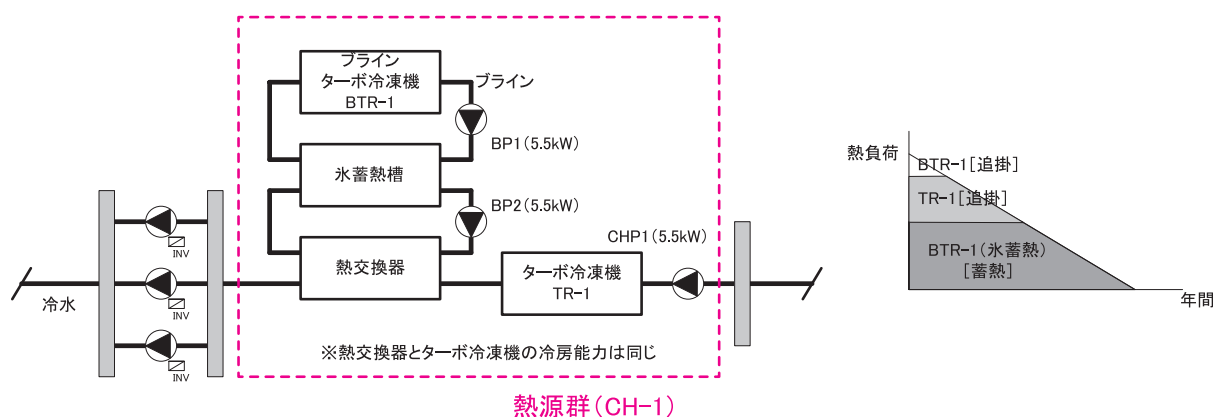 ブライン
ターボ冷凍機
BTR-1
ブライン
BP1(5.5kW)
氷蓄熱槽
BP2(5.5kW)
CHP1(5.5kW)
熱交換器
ターボ冷凍機
TR-1
INV
INV
INV
冷水
※熱交換器とターボ冷凍機の冷房能力は同じ
熱源群(CH-1)
熱負荷
BTR-1[追掛]
TR-1[追掛]
BTR-1(氷蓄熱)
[蓄熱]
年間